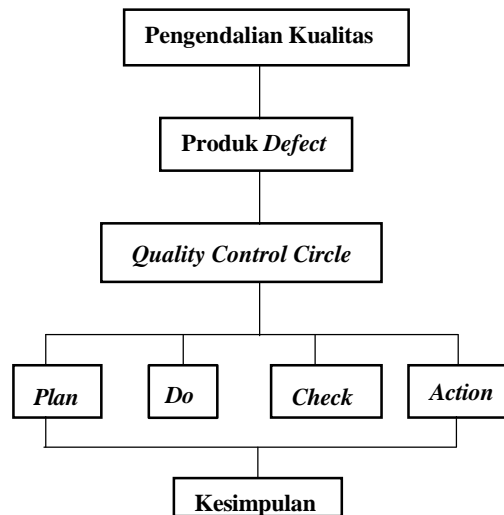 Pengendalian Kualitas
Produk Defect
Quality Control Circle
Plan
Do
Check
Action
Kesimpulan